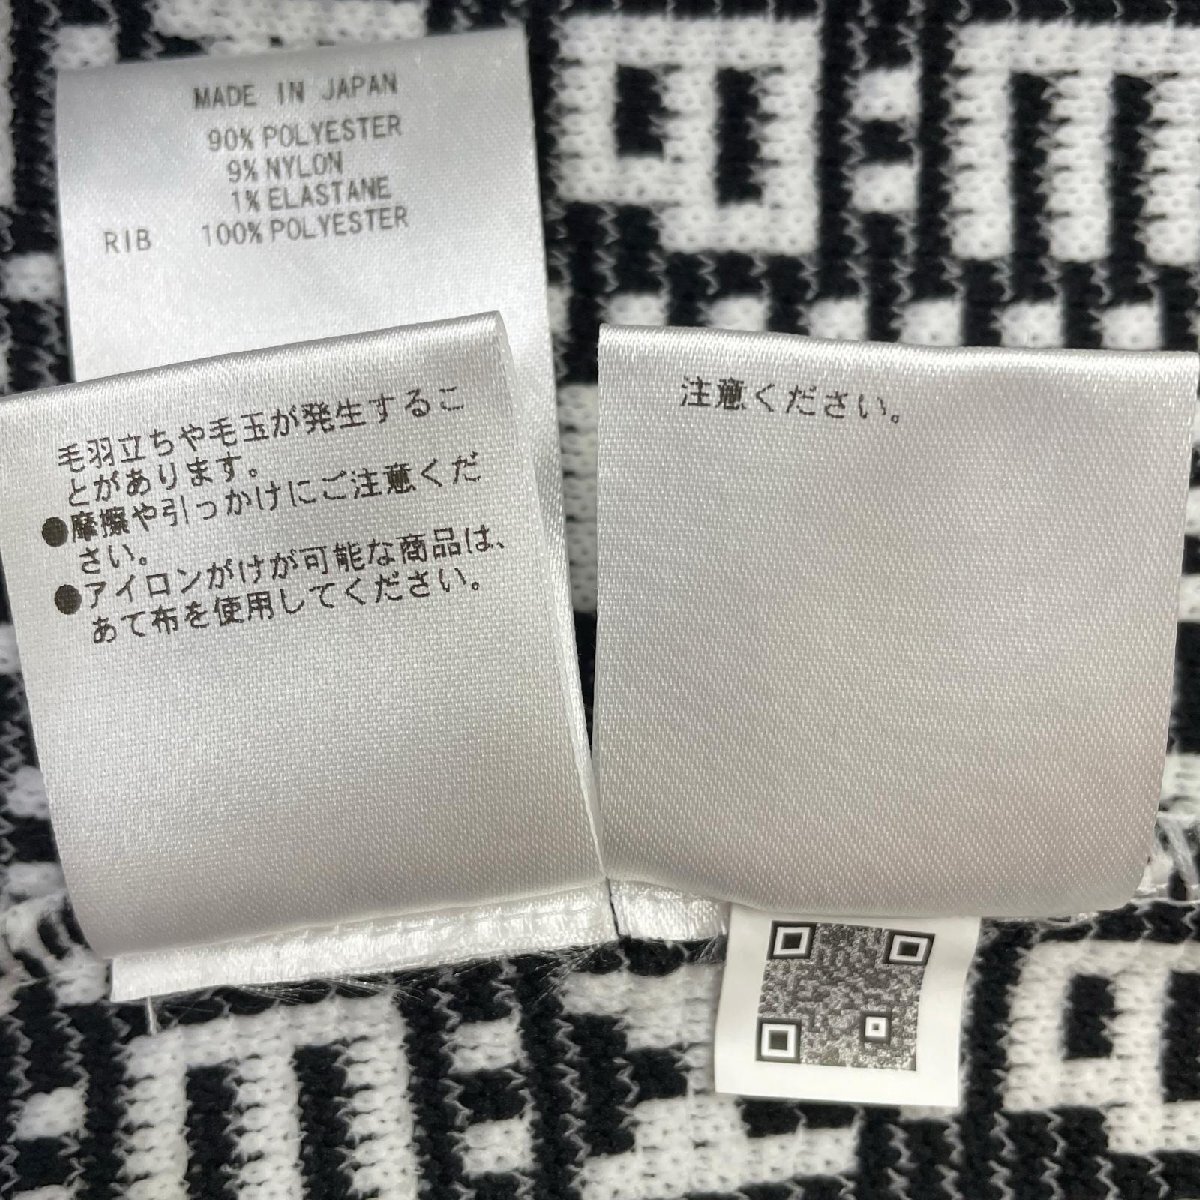 MADE IN JAPAN
90% POLYESTER
9% NYLON
1% ELASTANE
RIB 100% POLYESTER
毛羽立ちや毛玉が発生するこ
とがあります。
●摩擦や引っかけにご注意くだ
さい。
●アイロンがけが可能な商品は、
あて布を使用してください。
注意ください。